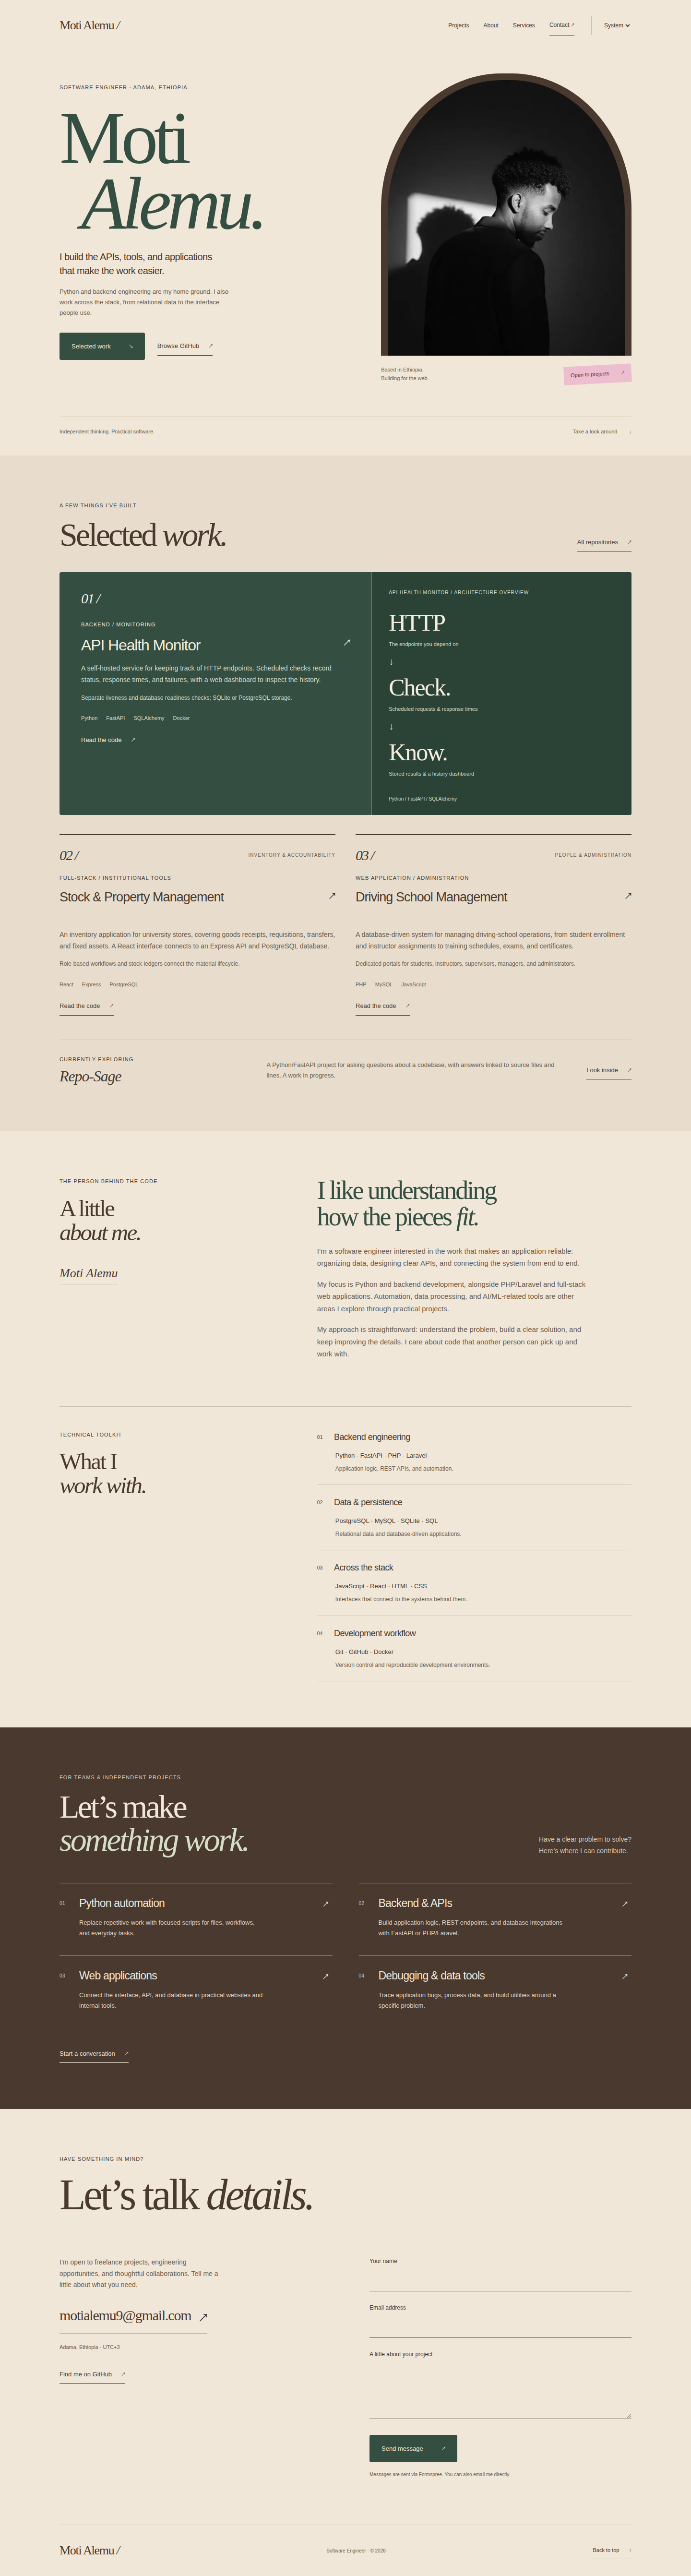 Moti Alemu /
Projects About Services Contact ↗ System
SOFTWARE ENGINEER · ADAMA, ETHIOPIA
Moti
Alemu.
I build the APIs, tools, and applications
that make the work easier.
Python and backend engineering are my home ground. I also
work across the stack, from relational data to the interface
people use.
Selected work ↘ Browse GitHub ↗
Based in Ethiopia.
Building for the web.
Open to projects ↗
Independent thinking. Practical software.
Take a look around ↓
A FEW THINGS I'VE BUILT
Selected work.
All repositories ↗
01 /
BACKEND / MONITORING
API Health Monitor ↗
A self-hosted service for keeping track of HTTP endpoints. Scheduled checks record
status, response times, and failures, with a web dashboard to inspect the history.
Separate liveness and database readiness checks; SQLite or PostgreSQL storage.
Python FastAPI SQLAlchemy Docker
Read the code ↗
API HEALTH MONITOR / ARCHITECTURE OVERVIEW
HTTP
The endpoints you depend on
↓
Check.
Scheduled requests & response times
↓
Know.
Stored results & a history dashboard
Python / FastAPI / SQLAlchemy
02 / INVENTORY & ACCOUNTABILITY
FULL-STACK / INSTITUTIONAL TOOLS
Stock & Property Management ↗
An inventory application for university stores, covering goods receipts, requisitions, transfers,
and fixed assets. A React interface connects to an Express API and PostgreSQL database.
Role-based workflows and stock ledgers connect the material lifecycle.
React Express PostgreSQL
Read the code ↗
03 / PEOPLE & ADMINISTRATION
WEB APPLICATION / ADMINISTRATION
Driving School Management ↗
A database-driven system for managing driving-school operations, from student enrollment
and instructor assignments to training schedules, exams, and certificates.
Dedicated portals for students, instructors, supervisors, managers, and administrators.
PHP MySQL JavaScript
Read the code ↗
CURRENTLY EXPLORING
Repo-Sage
A Python/FastAPI project for asking questions about a codebase, with answers linked to source files and
lines. A work in progress.
Look inside ↗
THE PERSON BEHIND THE CODE
A little
about me.
Moti Alemu
I like understanding
how the pieces fit.
I'm a software engineer interested in the work that makes an application reliable:
organizing data, designing clear APIs, and connecting the system from end to end.
My focus is Python and backend development, alongside PHP/Laravel and full-stack
web applications. Automation, data processing, and AI/ML-related tools are other
areas I explore through practical projects.
My approach is straightforward: understand the problem, build a clear solution, and
keep improving the details. I care about code that another person can pick up and
work with.
TECHNICAL TOOLKIT
What I
work with.
01 Backend engineering
Python · FastAPI · PHP · Laravel
Application logic, REST APIs, and automation.
02 Data & persistence
PostgreSQL · MySQL · SQLite · SQL
Relational data and database-driven applications.
03 Across the stack
JavaScript · React · HTML · CSS
Interfaces that connect to the systems behind them.
04 Development workflow
Git · GitHub · Docker
Version control and reproducible development environments.
FOR TEAMS & INDEPENDENT PROJECTS
Let's make
something work.
Have a clear problem to solve?
Here's where I can contribute.
01 Python automation ↗
Replace repetitive work with focused scripts for files, workflows,
and everyday tasks.
02 Backend & APIs ↗
Build application logic, REST endpoints, and database integrations
with FastAPI or PHP/Laravel.
03 Web applications ↗
Connect the interface, API, and database in practical websites and
internal tools.
04 Debugging & data tools ↗
Trace application bugs, process data, and build utilities around a
specific problem.
Start a conversation ↗
HAVE SOMETHING IN MIND?
Let's talk details.
I'm open to freelance projects, engineering
opportunities, and thoughtful collaborations. Tell me a
little about what you need.
motialemu9@gmail.com ↗
Adama, Ethiopia · UTC+3
Find me on GitHub ↗
Your name
Email address
A little about your project
Send message ↗
Messages are sent via Formspree. You can also email me directly.
Moti Alemu /
Software Engineer · © 2026
Back to top ↑